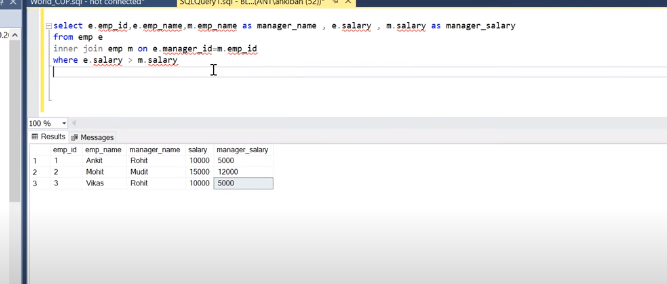 World_CUP.sql - not connected*
SQLQuery1.sql - BL...(ANT\ankiban (52))*
select e.emp_id,e.emp_name,m.emp_name as manager_name , e.salary , m.salary as manager_salary
from emp e
inner join emp m on e.manager_id=m.emp_id
where e.salary > m.salary
100 %
Results Messages
emp_id emp_name manager_name salary manager_salary
1 1 Ankit Rohit 10000 5000
2 2 Mohit Mudit 15000 12000
3 3 Vikas Rohit 10000 5000